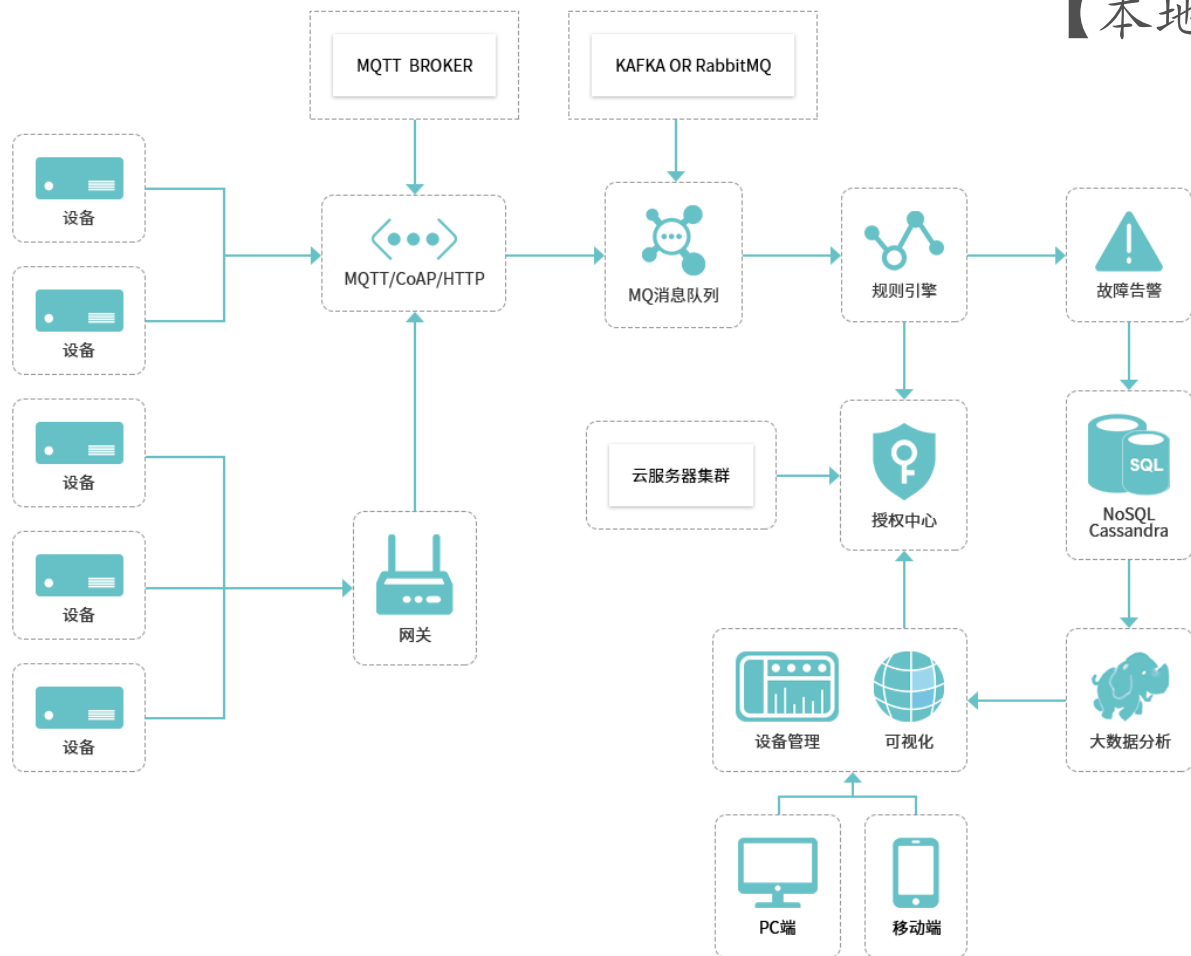 【本地
MQTT BROKER
KAFKA OR RabbitMQ
设备
MQTT/CoAP/HTTP
MQ消息队列
规则引擎
故障告警
设备
设备
云服务器集群
授权中心
SQL
NoSQL
Cassandra
设备
网关
设备
设备管理
可视化
大数据分析
PC端
移动端